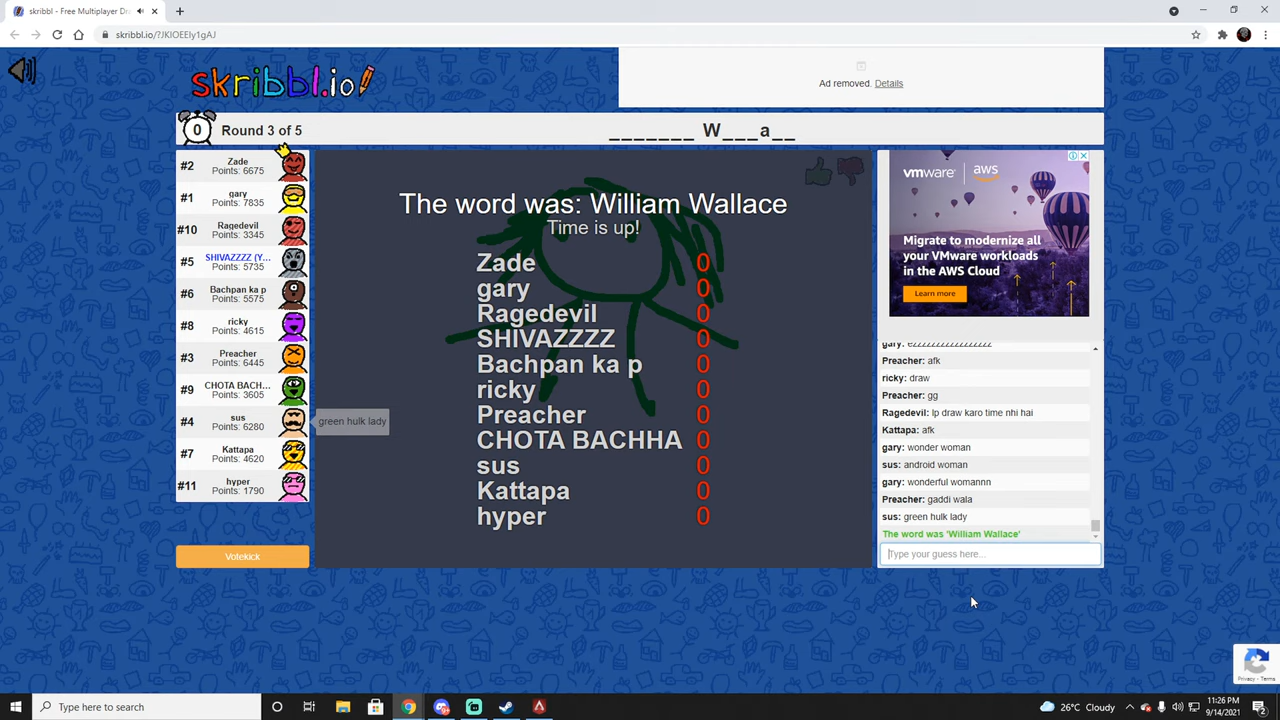 skribbl - Free Multiplayer Dra
skribbl.io/?JKIOEEIy1gAJ
skribbl.io
Ad removed. Details
0
Round 3 of 5
_______ W___a__
#2 Zade
Points: 6675
#1 gary
Points: 7835
#10 Ragedevil
Points: 3345
#5 SHIVAZZZZ (Y...
Points: 5735
#6 Bachpan ka p
Points: 5575
#8 ricky
Points: 4615
#3 Preacher
Points: 6445
#9 CHOTA BACH...
Points: 3605
#4 sus
Points: 6280
#7 Kattapa
Points: 4620
#11 hyper
Points: 1790
green hulk lady
Votekick
The word was: William Wallace
Time is up!
Zade 0
gary 0
Ragedevil 0
SHIVAZZZZ 0
Bachpan ka p 0
ricky 0
Preacher 0
CHOTA BACHHA 0
sus 0
Kattapa 0
hyper 0
vmware aws
Migrate to modernize all
your VMware workloads
in the AWS Cloud
Learn more
Preacher: afk
ricky: draw
Preacher: gg
Ragedevil: lp draw karo time nhi hai
Kattapa: afk
gary: wonder woman
sus: android woman
gary: wonderful womannn
Preacher: gaddi wala
sus: green hulk lady
The word was 'William Wallace'
Type your guess here...
Privacy - Terms
Type here to search
26°C Cloudy
11:26 PM
9/14/2021
2